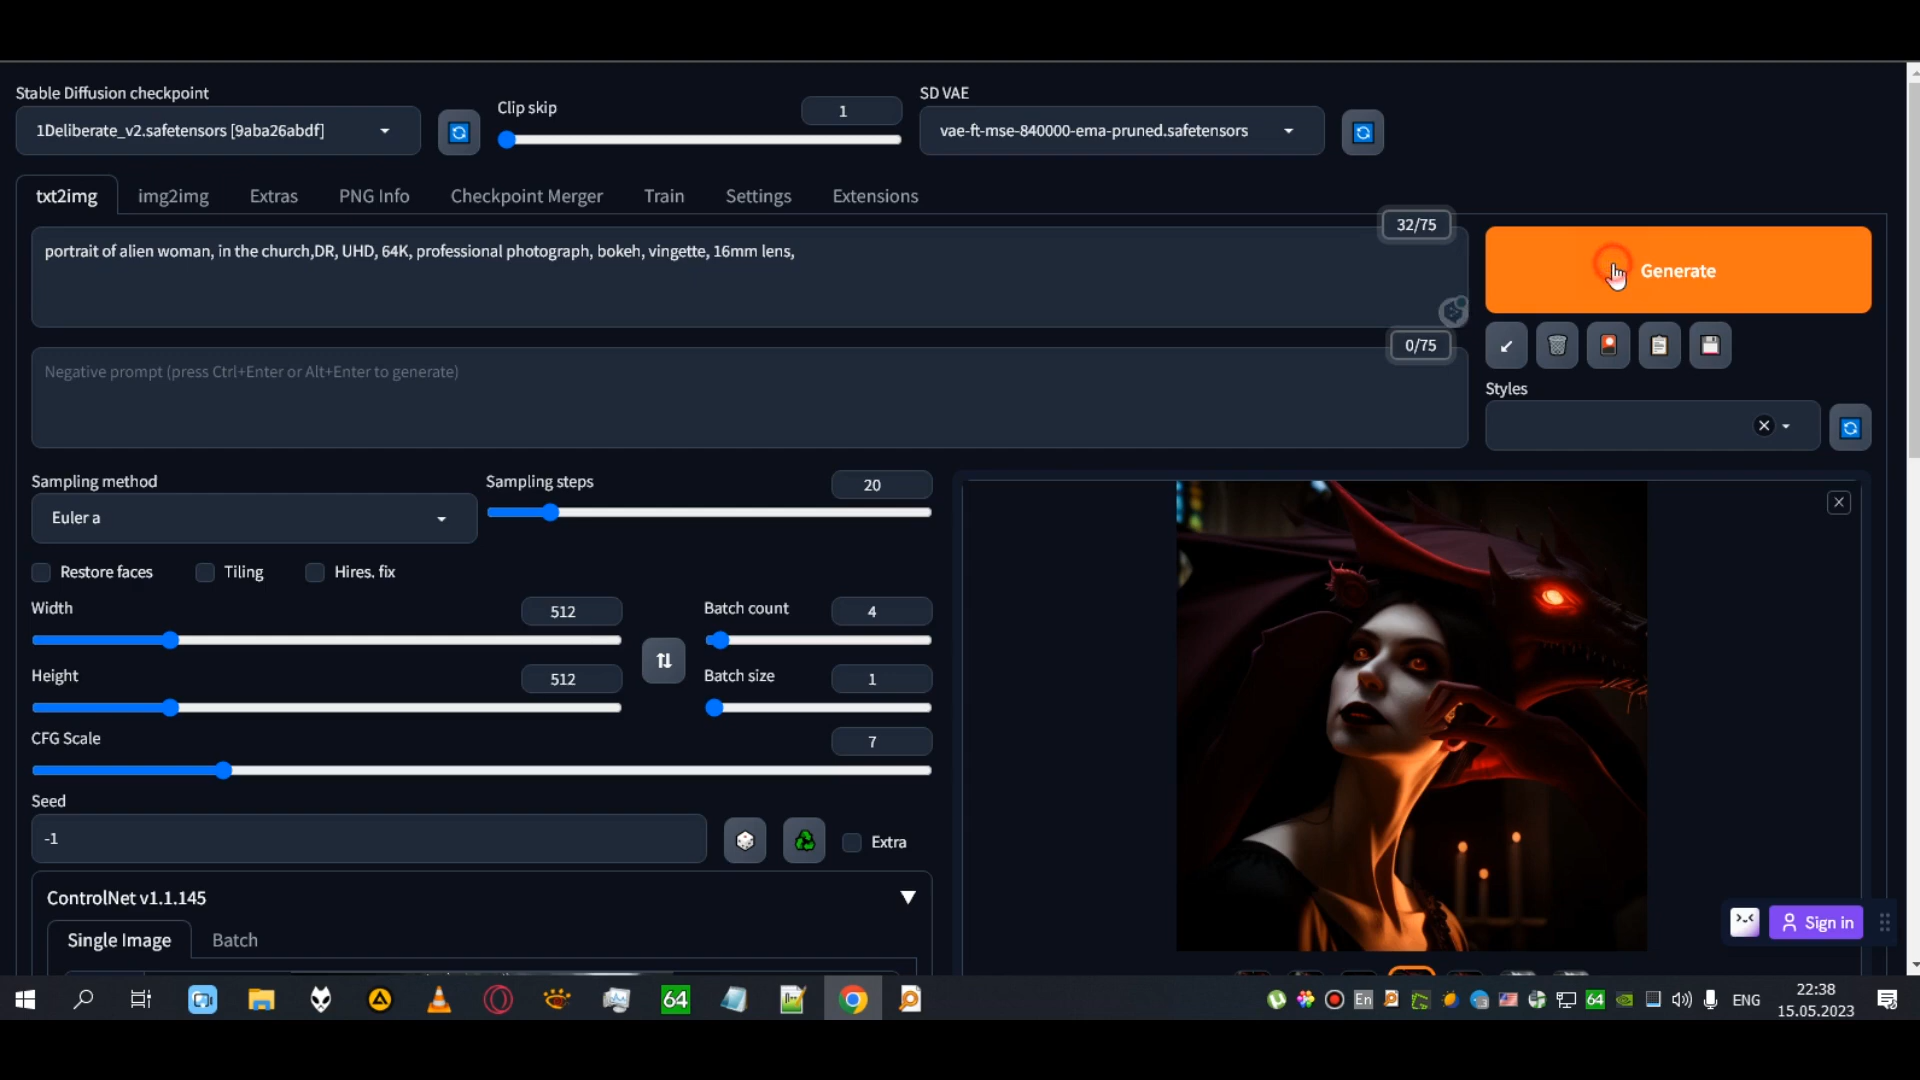 Stable Diffusion checkpoint
1Deliberate_v2.safetensors [9aba26abdf]
Clip skip
1
SD VAE
vae-ft-mse-840000-ema-pruned.safetensors
txt2img img2img Extras PNG Info Checkpoint Merger Train Settings Extensions
32/75
portrait of alien woman, in the church,DR, UHD, 64K, professional photograph, bokeh, vingette, 16mm lens,
Generate
0/75
Negative prompt (press Ctrl+Enter or Alt+Enter to generate)
Styles
Sampling method
Euler a
Sampling steps
20
Restore faces Tiling Hires. fix
Width
512
Batch count
4
Height
512
Batch size
1
CFG Scale
7
Seed
-1
Extra
ControlNet v1.1.145
Single Image Batch
Sign in
64
En
64
ENG
22:38
15.05.2023